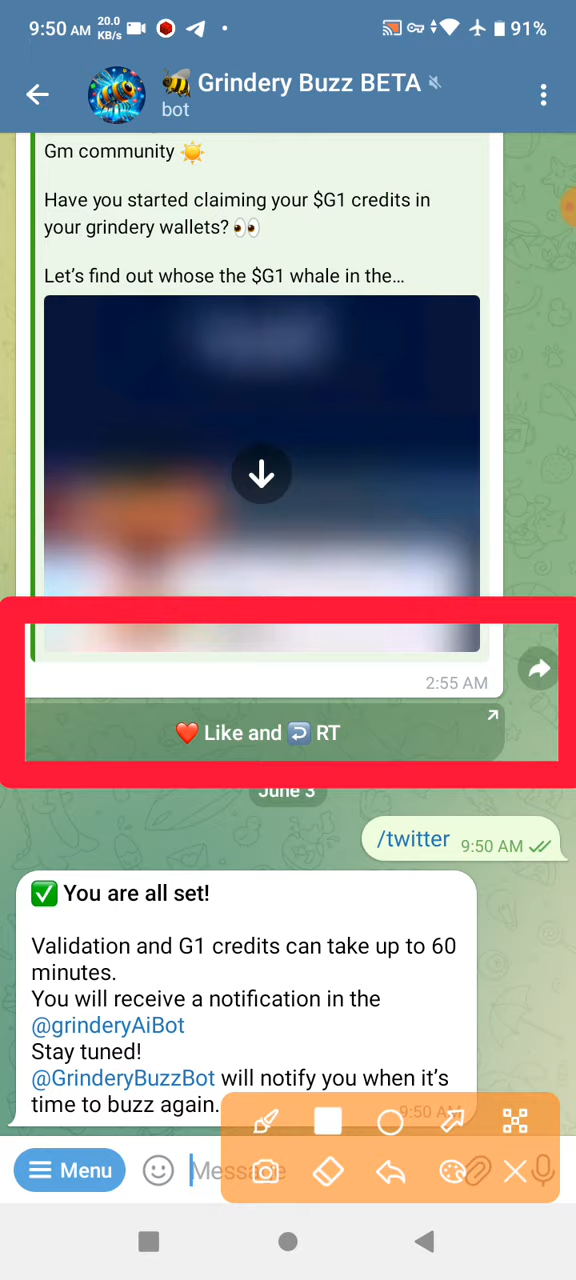 9:50 AM 20.0 KB/s 91%
Grindery Buzz BETA
bot
Gm community ☀️
Have you started claiming your $G1 credits in
your grindery wallets? 👀
Let’s find out whose the $G1 whale in the...
2:55 AM
❤️ Like and ↩️ RT
June 3
/twitter 9:50 AM
✅ You are all set!
Validation and G1 credits can take up to 60
minutes.
You will receive a notification in the
@grinderyAiBot
Stay tuned!
@GrinderyBuzzBot will notify you when it’s
time to buzz again. 9:50 AM
Menu Message